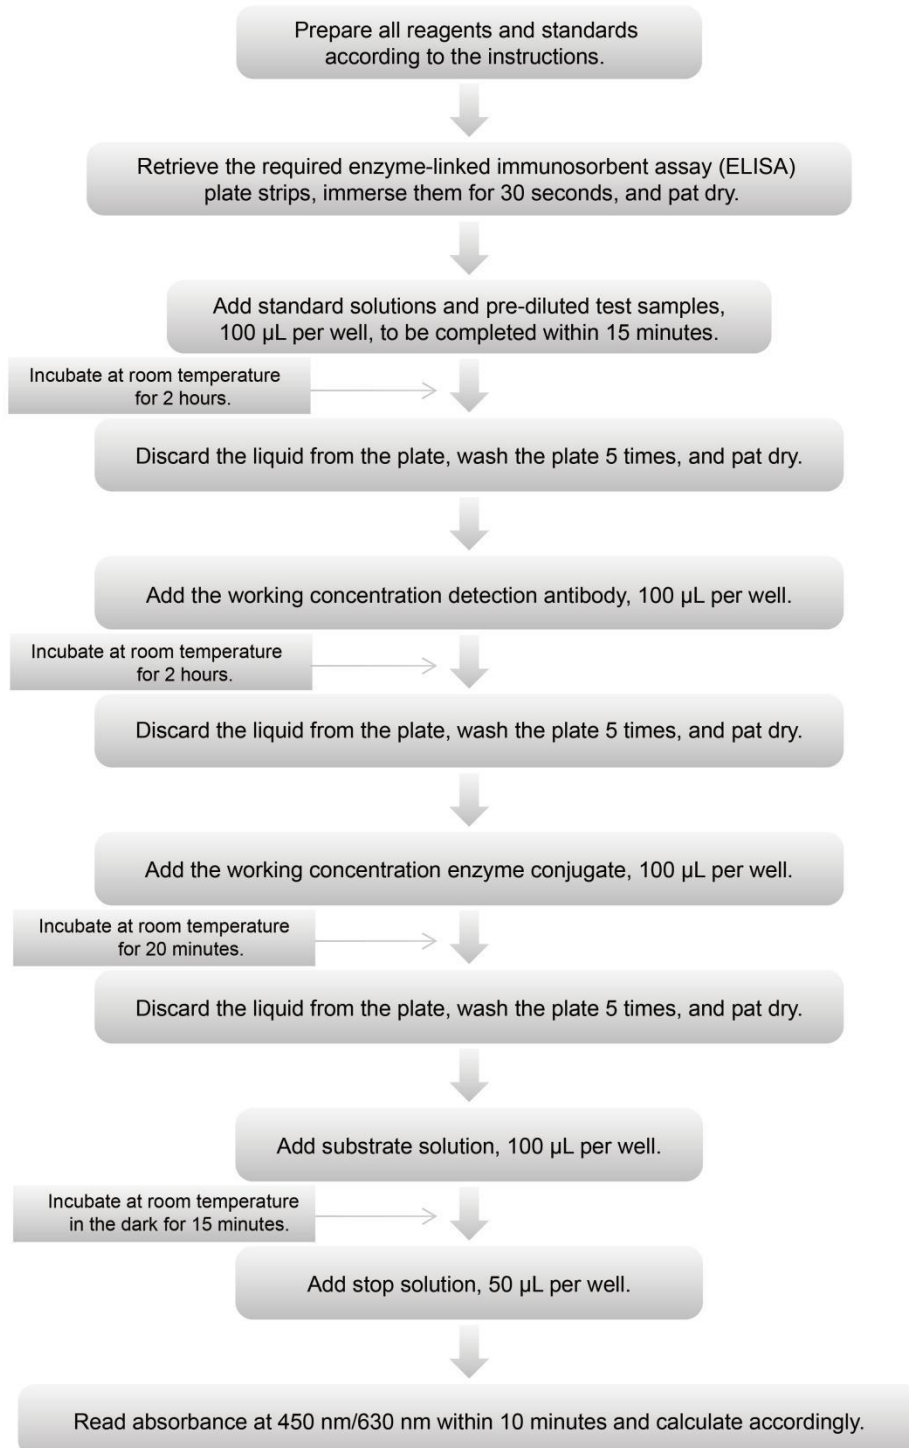 Prepare all reagents and standards
according to the instructions.
Retrieve the required enzyme-linked immunosorbent assay (ELISA)
plate strips, immerse them for 30 seconds, and pat dry.
Add standard solutions and pre-diluted test samples,
100 µL per well, to be completed within 15 minutes.
Incubate at room temperature
for 2 hours.
Discard the liquid from the plate, wash the plate 5 times, and pat dry.
Add the working concentration detection antibody, 100 µL per well.
Incubate at room temperature
for 2 hours.
Discard the liquid from the plate, wash the plate 5 times, and pat dry.
Add the working concentration enzyme conjugate, 100 µL per well.
Incubate at room temperature
for 20 minutes.
Discard the liquid from the plate, wash the plate 5 times, and pat dry.
Add substrate solution, 100 µL per well.
Incubate at room temperature
in the dark for 15 minutes.
Add stop solution, 50 µL per well.
Read absorbance at 450 nm/630 nm within 10 minutes and calculate accordingly.